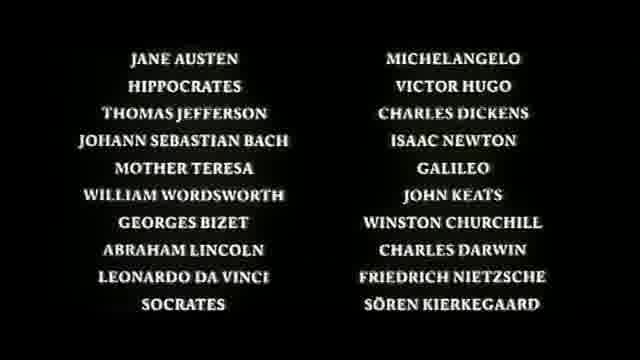 JANE AUSTEN
HIPPOCRATES
THOMAS JEFFERSON
JOHANN SEBASTIAN BACH
MOTHER TERESA
WILLIAM WORDSWORTH
GEORGES BIZET
ABRAHAM LINCOLN
LEONARDO DA VINCI
SOCRATES
MICHELANGELO
VICTOR HUGO
CHARLES DICKENS
ISAAC NEWTON
GALILEO
JOHN KEATS
WINSTON CHURCHILL
CHARLES DARWIN
FRIEDRICH NIETZSCHE
SÖREN KIERKEGAARD